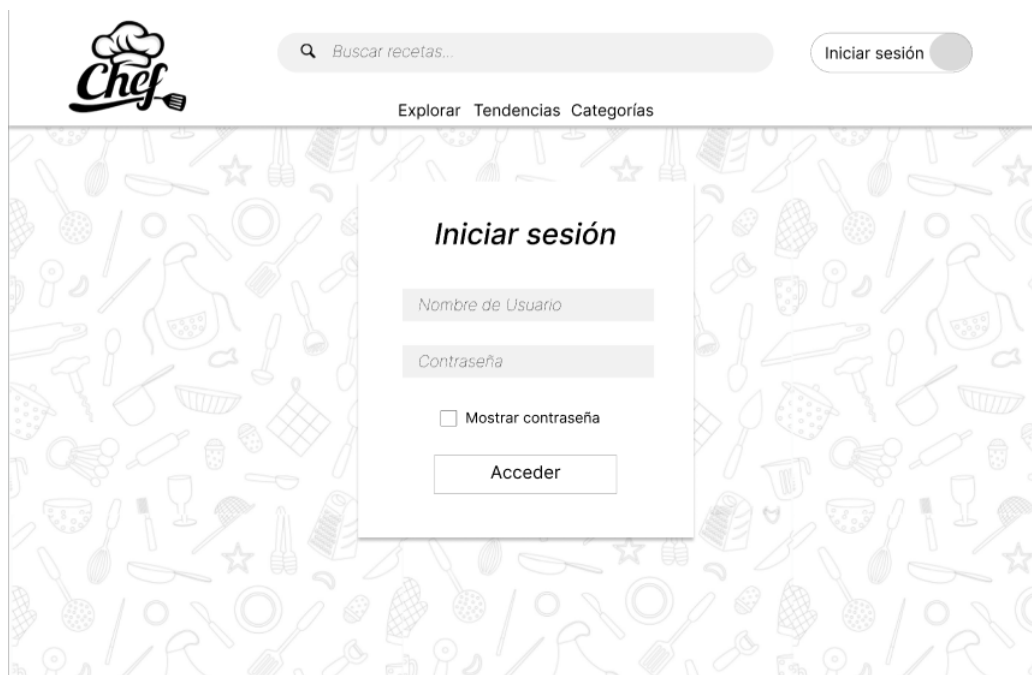 Chef
Buscar recetas...
Iniciar sesión
Explorar Tendencias Categorías
Iniciar sesión
Nombre de Usuario
Contraseña
Mostrar contraseña
Acceder